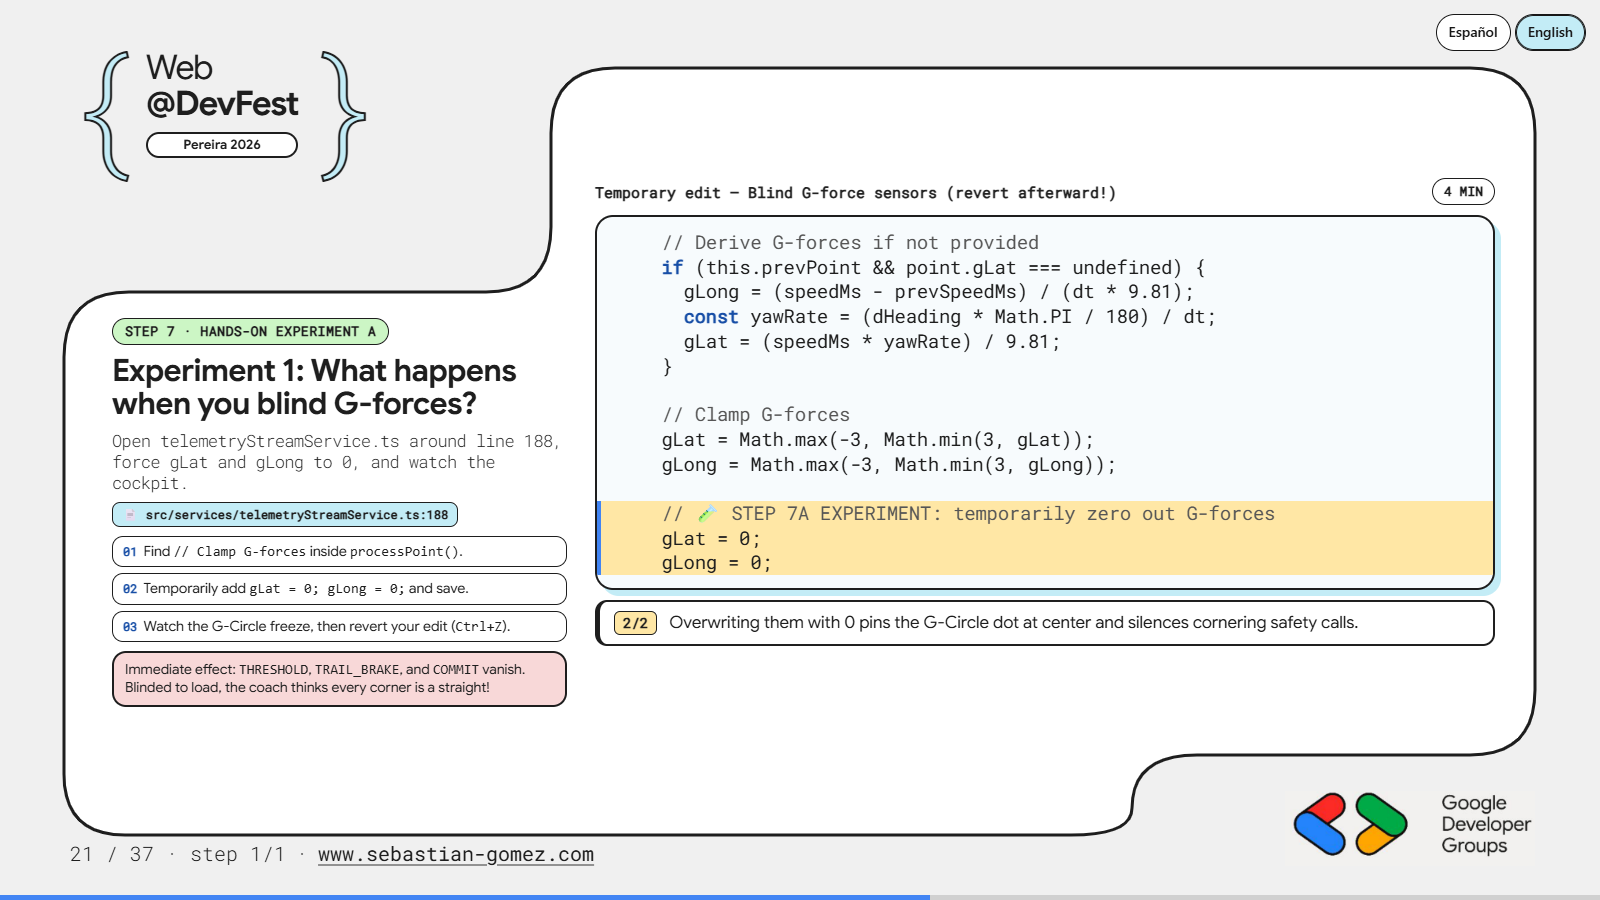 Español
English
Web
@DevFest
Pereira 2026
STEP 7 · HANDS-ON EXPERIMENT A
Experiment 1: What happens
when you blind G-forces?
Open telemetryStreamService.ts around line 188,
force gLat and gLong to 0, and watch the
cockpit.
src/services/telemetryStreamService.ts:188
01 Find // Clamp G-forces inside processPoint().
02 Temporarily add gLat = 0; gLong = 0; and save.
03 Watch the G-Circle freeze, then revert your edit (Ctrl+Z).
Immediate effect: THRESHOLD, TRAIL_BRAKE, and COMMIT vanish.
Blinded to load, the coach thinks every corner is a straight!
Temporary edit — Blind G-force sensors (revert afterward!)
4 MIN
// Derive G-forces if not provided
if (this.prevPoint && point.gLat === undefined) {
gLong = (speedMs - prevSpeedMs) / (dt * 9.81);
const yawRate = (dHeading * Math.PI / 180) / dt;
gLat = (speedMs * yawRate) / 9.81;
}
// Clamp G-forces
gLat = Math.max(-3, Math.min(3, gLat));
gLong = Math.max(-3, Math.min(3, gLong));
// 🧪 STEP 7A EXPERIMENT: temporarily zero out G-forces
gLat = 0;
gLong = 0;
2/2 Overwriting them with 0 pins the G-Circle dot at center and silences cornering safety calls.
21 / 37 · step 1/1 · www.sebastian-gomez.com
Google
Developer
Groups